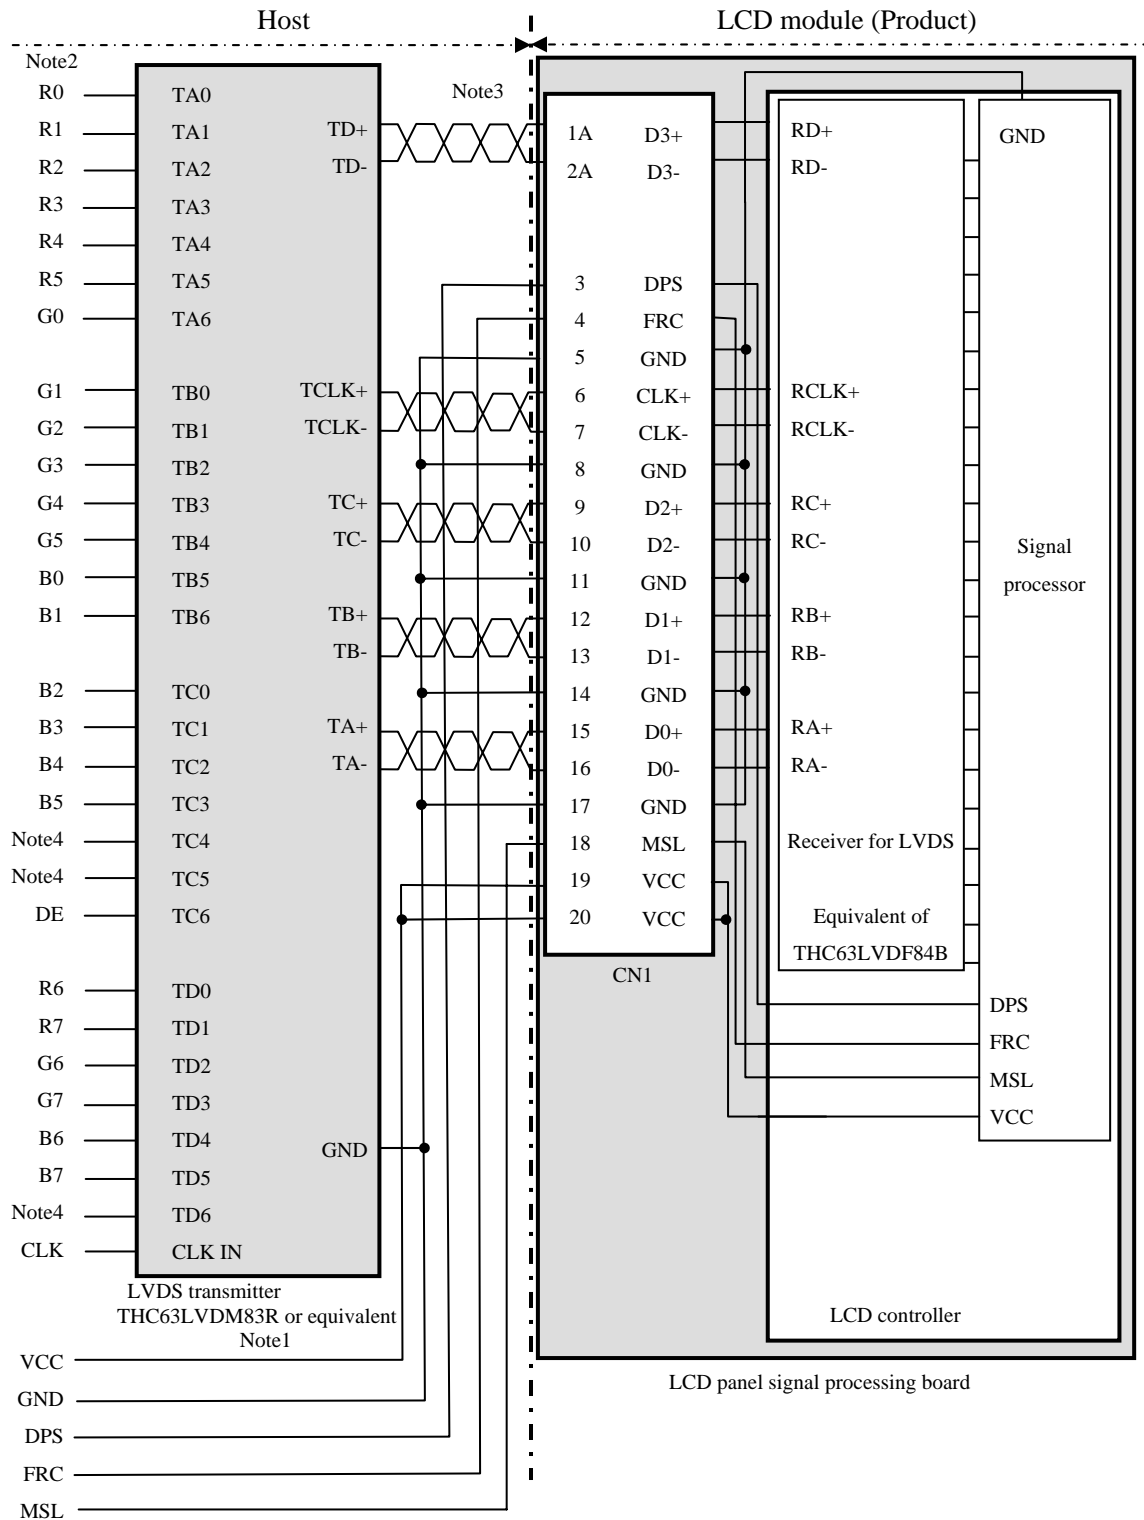 Host
LCD module (Product)
Note2
Note3
R0 TA0
R1 TA1
R2 TA2
R3 TA3
R4 TA4
R5 TA5
G0 TA6
G1 TB0
G2 TB1
G3 TB2
G4 TB3
G5 TB4
B0 TB5
B1 TB6
B2 TC0
B3 TC1
B4 TC2
B5 TC3
Note4 TC4
Note4 TC5
DE TC6
R6 TD0
R7 TD1
G6 TD2
G7 TD3
B6 TD4
B7 TD5
Note4 TD6
CLK CLK IN
TD+
TD-
TCLK+
TCLK-
TC+
TC-
TB+
TB-
TA+
TA-
GND
LVDS transmitter
THC63LVDM83R or equivalent
Note1
VCC
GND
DPS
FRC
MSL
1A D3+
2A D3-
3 DPS
4 FRC
5 GND
6 CLK+
7 CLK-
8 GND
9 D2+
10 D2-
11 GND
12 D1+
13 D1-
14 GND
15 D0+
16 D0-
17 GND
18 MSL
19 VCC
20 VCC
CN1
RD+
RD-
RCLK+
RCLK-
RC+
RC-
RB+
RB-
RA+
RA-
Receiver for LVDS
Equivalent of
THC63LVDF84B
GND
Signal
processor
DPS
FRC
MSL
VCC
LCD controller
LCD panel signal processing board